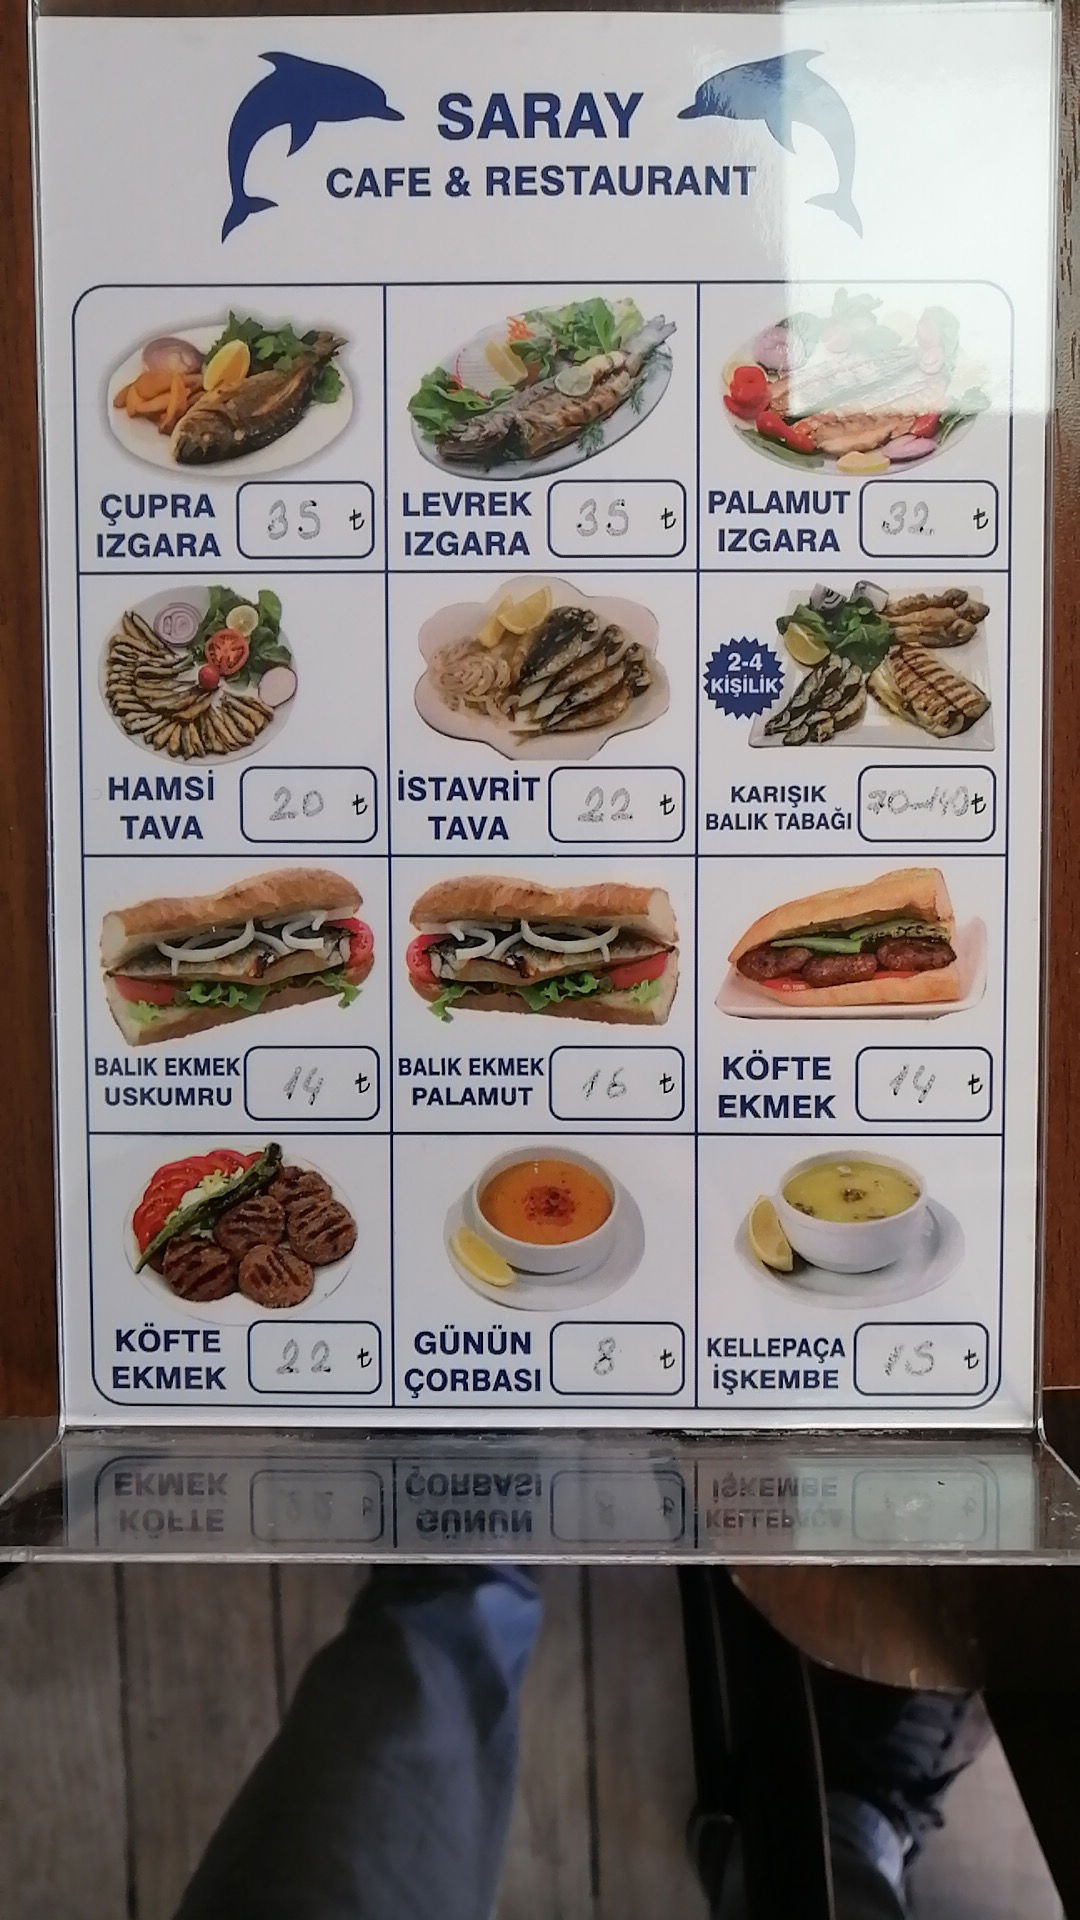 SARAY
CAFE & RESTAURANT
ÇUPRA
IZGARA
35 ₺
LEVREK
IZGARA
35 ₺
PALAMUT
IZGARA
32 ₺
HAMSİ
TAVA
20 ₺
İSTAVRİT
TAVA
22 ₺
2-4
KİŞİLİK
KARIŞIK
BALIK TABAĞI
70-140 ₺
BALIK EKMEK
USKUMRU
14 ₺
BALIK EKMEK
PALAMUT
16 ₺
KÖFTE
EKMEK
14 ₺
KÖFTE
EKMEK
22 ₺
GÜNÜN
ÇORBASI
8 ₺
KELLEPAÇA
İŞKEMBE
15 ₺